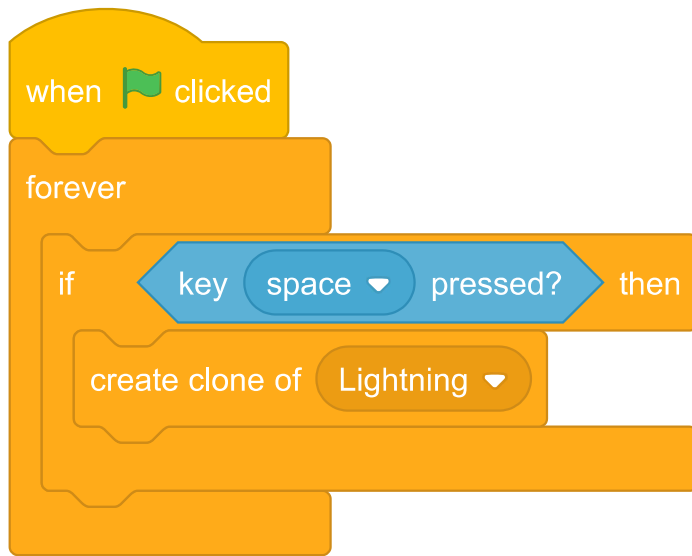 when clicked
forever
if key space pressed? then
create clone of Lightning